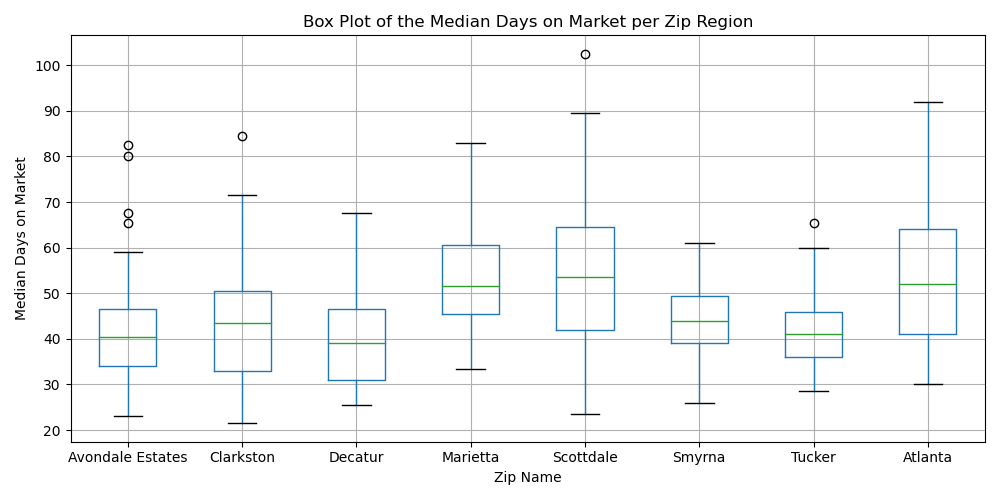 Box Plot of the Median Days on Market per Zip Region
Median Days on Market
100
90
80
70
60
50
40
30
20
Avondale Estates Clarkston Decatur Marietta Scottdale Smyrna Tucker Atlanta
Zip Name